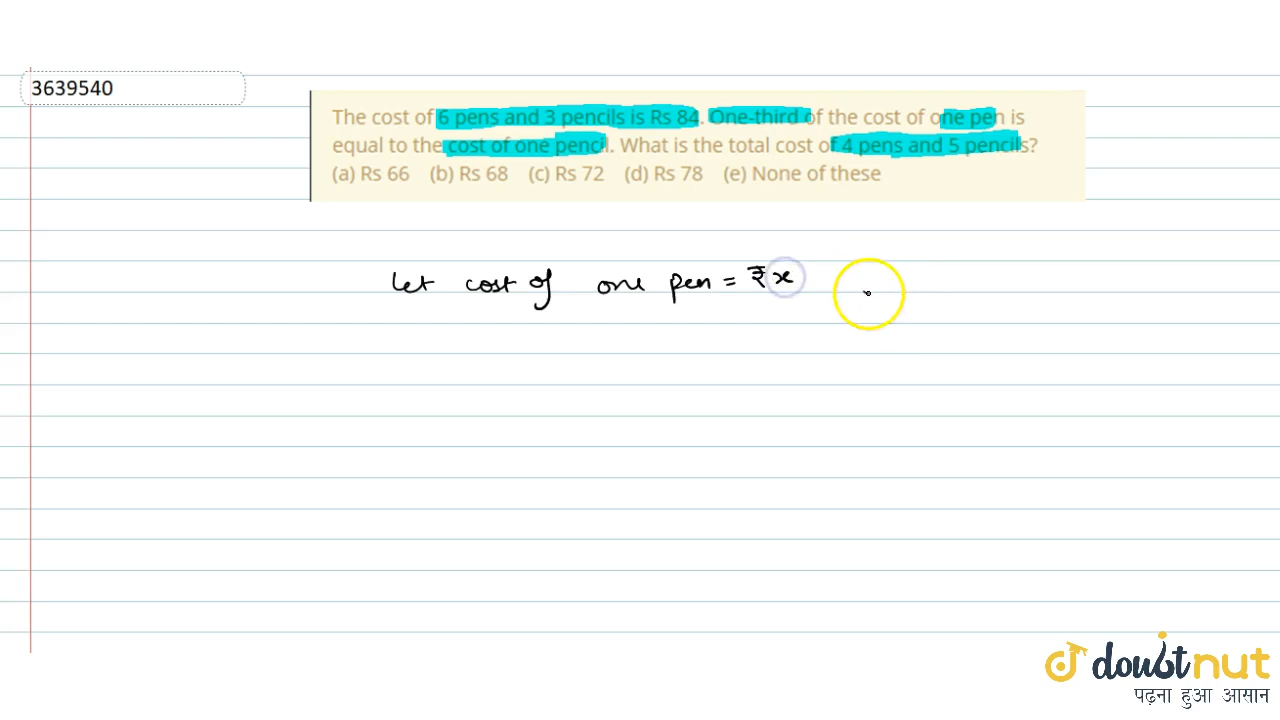 3639540
The cost of 6 pens and 3 pencils is Rs 84. One-third of the cost of one pen is
equal to the cost of one pencil. What is the total cost of 4 pens and 5 pencils?
(a) Rs 66 (b) Rs 68 (c) Rs 72 (d) Rs 78 (e) None of these
let cost of one pen = ₹ x
doubtnut
पढ़ना हुआ आसान